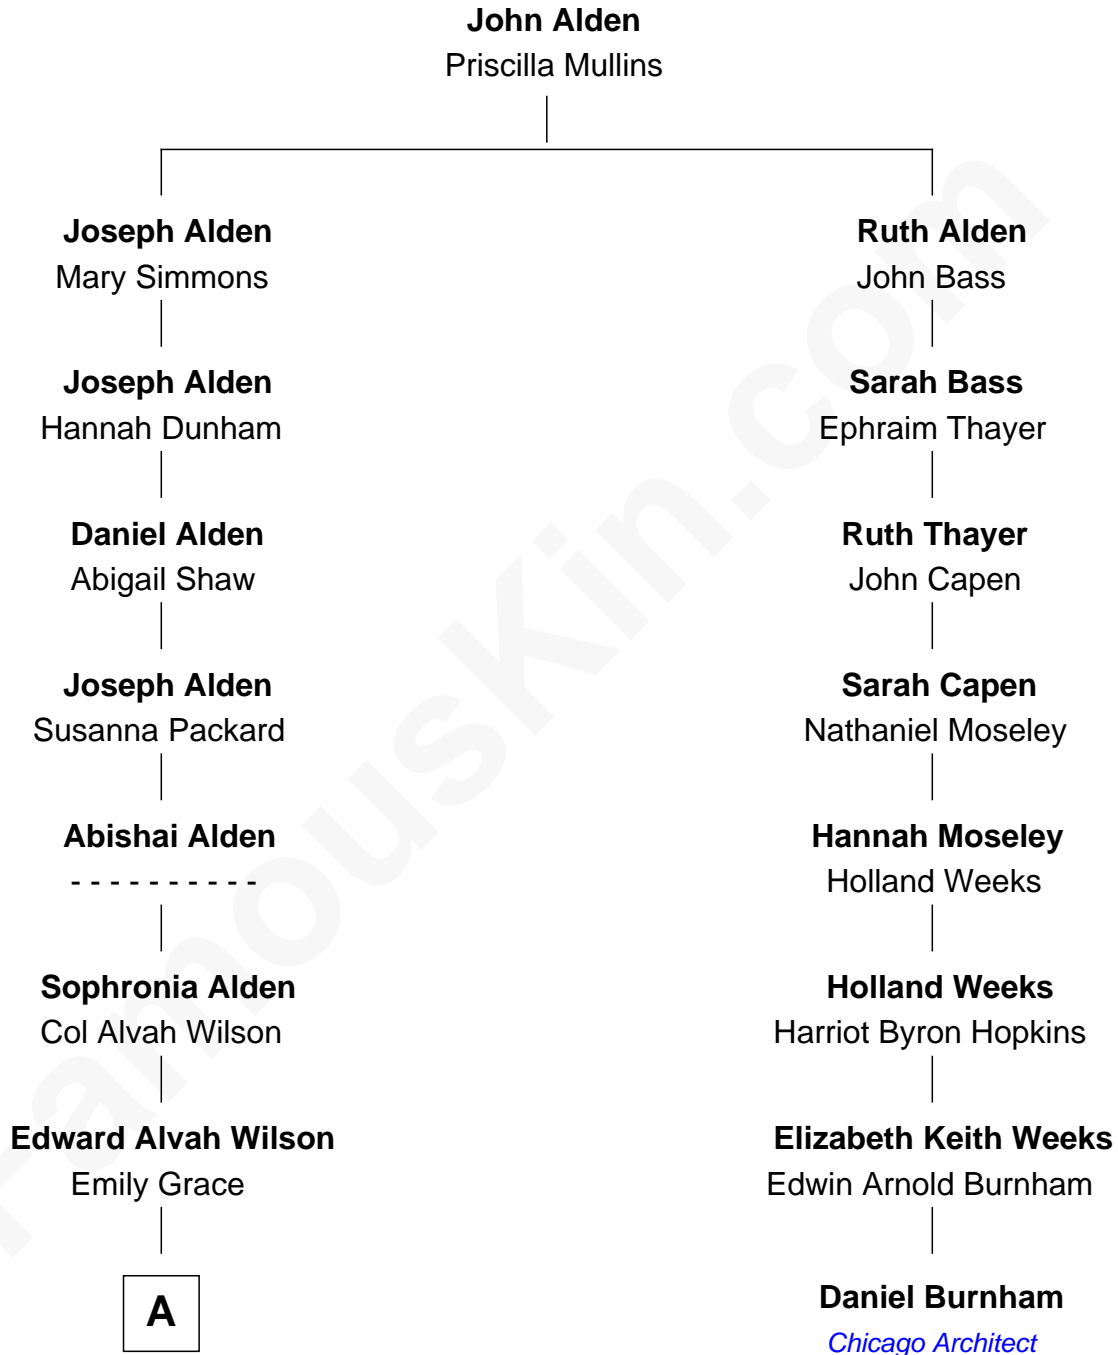 John Alden
Priscilla Mullins
Joseph Alden
Mary Simmons
Ruth Alden
John Bass
Joseph Alden
Hannah Dunham
Sarah Bass
Ephraim Thayer
Daniel Alden
Abigail Shaw
Ruth Thayer
John Capen
Joseph Alden
Susanna Packard
Sarah Capen
Nathaniel Moseley
Abishai Alden
- - - - - - - - - -
Hannah Moseley
Holland Weeks
Sophronia Alden
Col Alvah Wilson
Holland Weeks
Harriot Byron Hopkins
Edward Alvah Wilson
Emily Grace
Elizabeth Keith Weeks
Edwin Arnold Burnham
A
Daniel Burnham
Chicago Architect
FamousKin.com